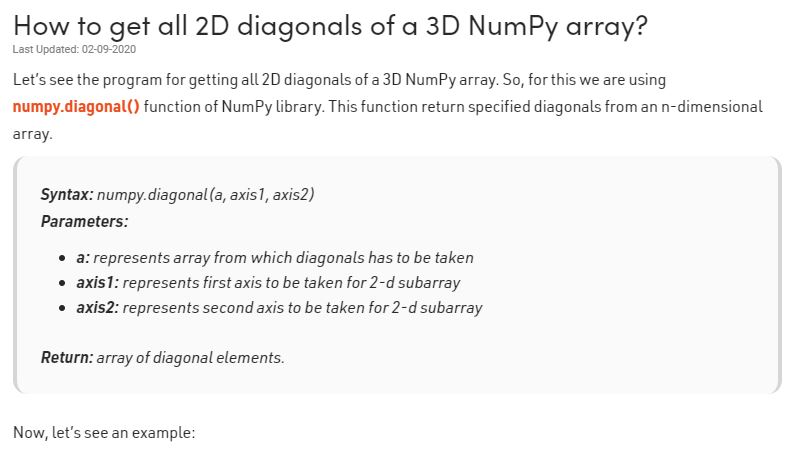 How to get all 2D diagonals of a 3D NumPy array?
Last Updated: 02-09-2020
Let's see the program for getting all 2D diagonals of a 3D NumPy array. So, for this we are using
numpy.diagonal() function of NumPy library. This function return specified diagonals from an n-dimensional
array.
Syntax: numpy.diagonal(a, axis1, axis2)
Parameters:
• a: represents array from which diagonals has to be taken
• axis1: represents first axis to be taken for 2-d subarray
• axis2: represents second axis to be taken for 2-d subarray
Return: array of diagonal elements.
Now, let's see an example: